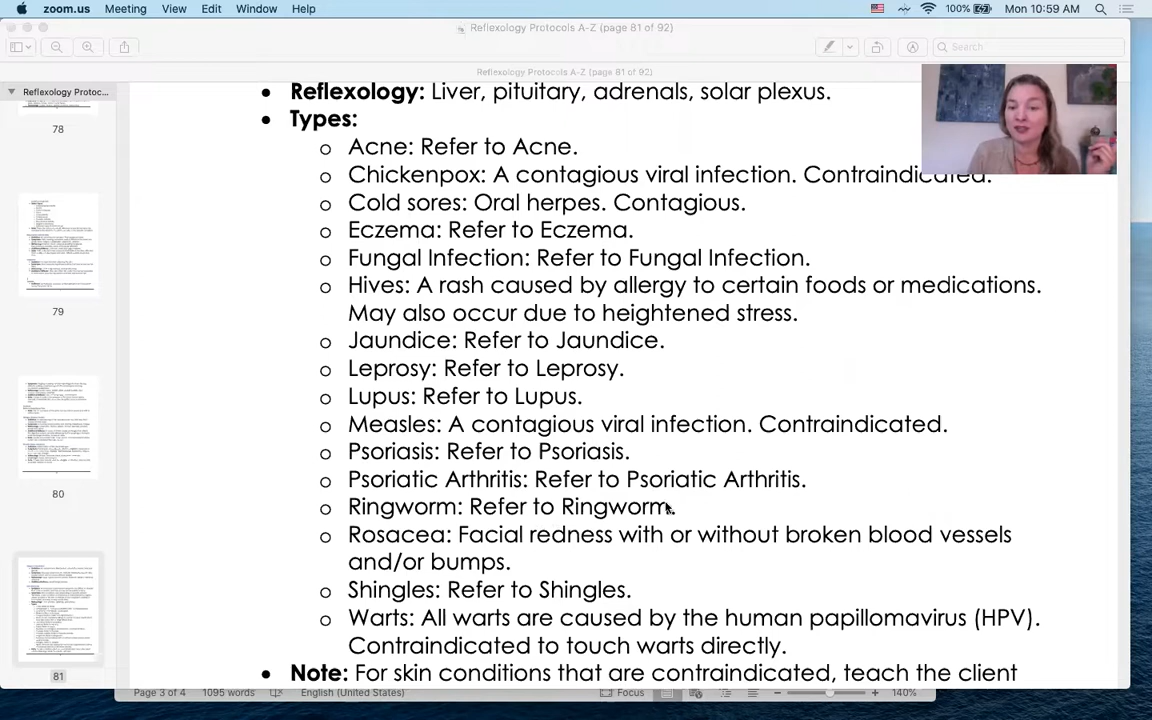 zoom.us Meeting View Edit Window Help 100% Mon 10:59 AM
Reflexology Protocols A-Z (page 81 of 92)
Search
Reflexology Protocols A-Z (page 81 of 92)
Reflexology Protoc...
78
79
80
81
• Reflexology: Liver, pituitary, adrenals, solar plexus.
• Types:
o Acne: Refer to Acne.
o Chickenpox: A contagious viral infection. Contraindicated.
o Cold sores: Oral herpes. Contagious.
o Eczema: Refer to Eczema.
o Fungal Infection: Refer to Fungal Infection.
o Hives: A rash caused by allergy to certain foods or medications.
May also occur due to heightened stress.
o Jaundice: Refer to Jaundice.
o Leprosy: Refer to Leprosy.
o Lupus: Refer to Lupus.
o Measles: A contagious viral infection. Contraindicated.
o Psoriasis: Refer to Psoriasis.
o Psoriatic Arthritis: Refer to Psoriatic Arthritis.
o Ringworm: Refer to Ringworm.
o Rosacea: Facial redness with or without broken blood vessels
and/or bumps.
o Shingles: Refer to Shingles.
o Warts: All warts are caused by the human papillomavirus (HPV).
Contraindicated to touch warts directly.
• Note: For skin conditions that are contraindicated, teach the client
Page 3 of 4 1095 words English (United States) Focus 140%